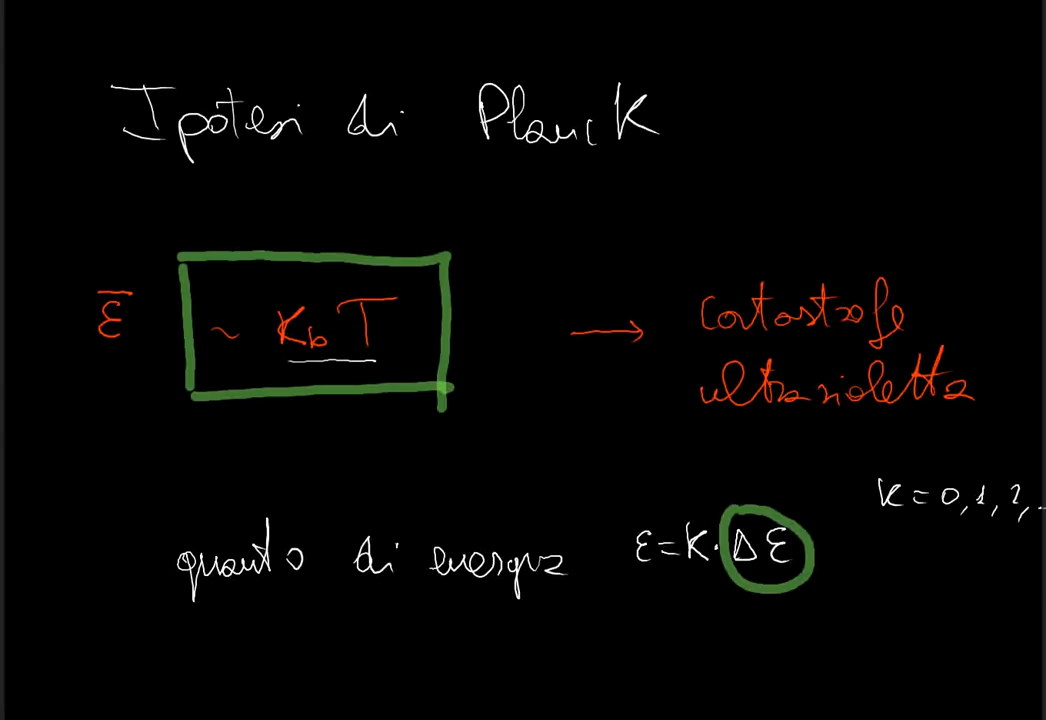 Ipotesi di Planck
ε̅ ~ K_b T → catastrofe
ultravioletta
K = 0, 1, 2, ..
quanto di energia ε = K · Δε